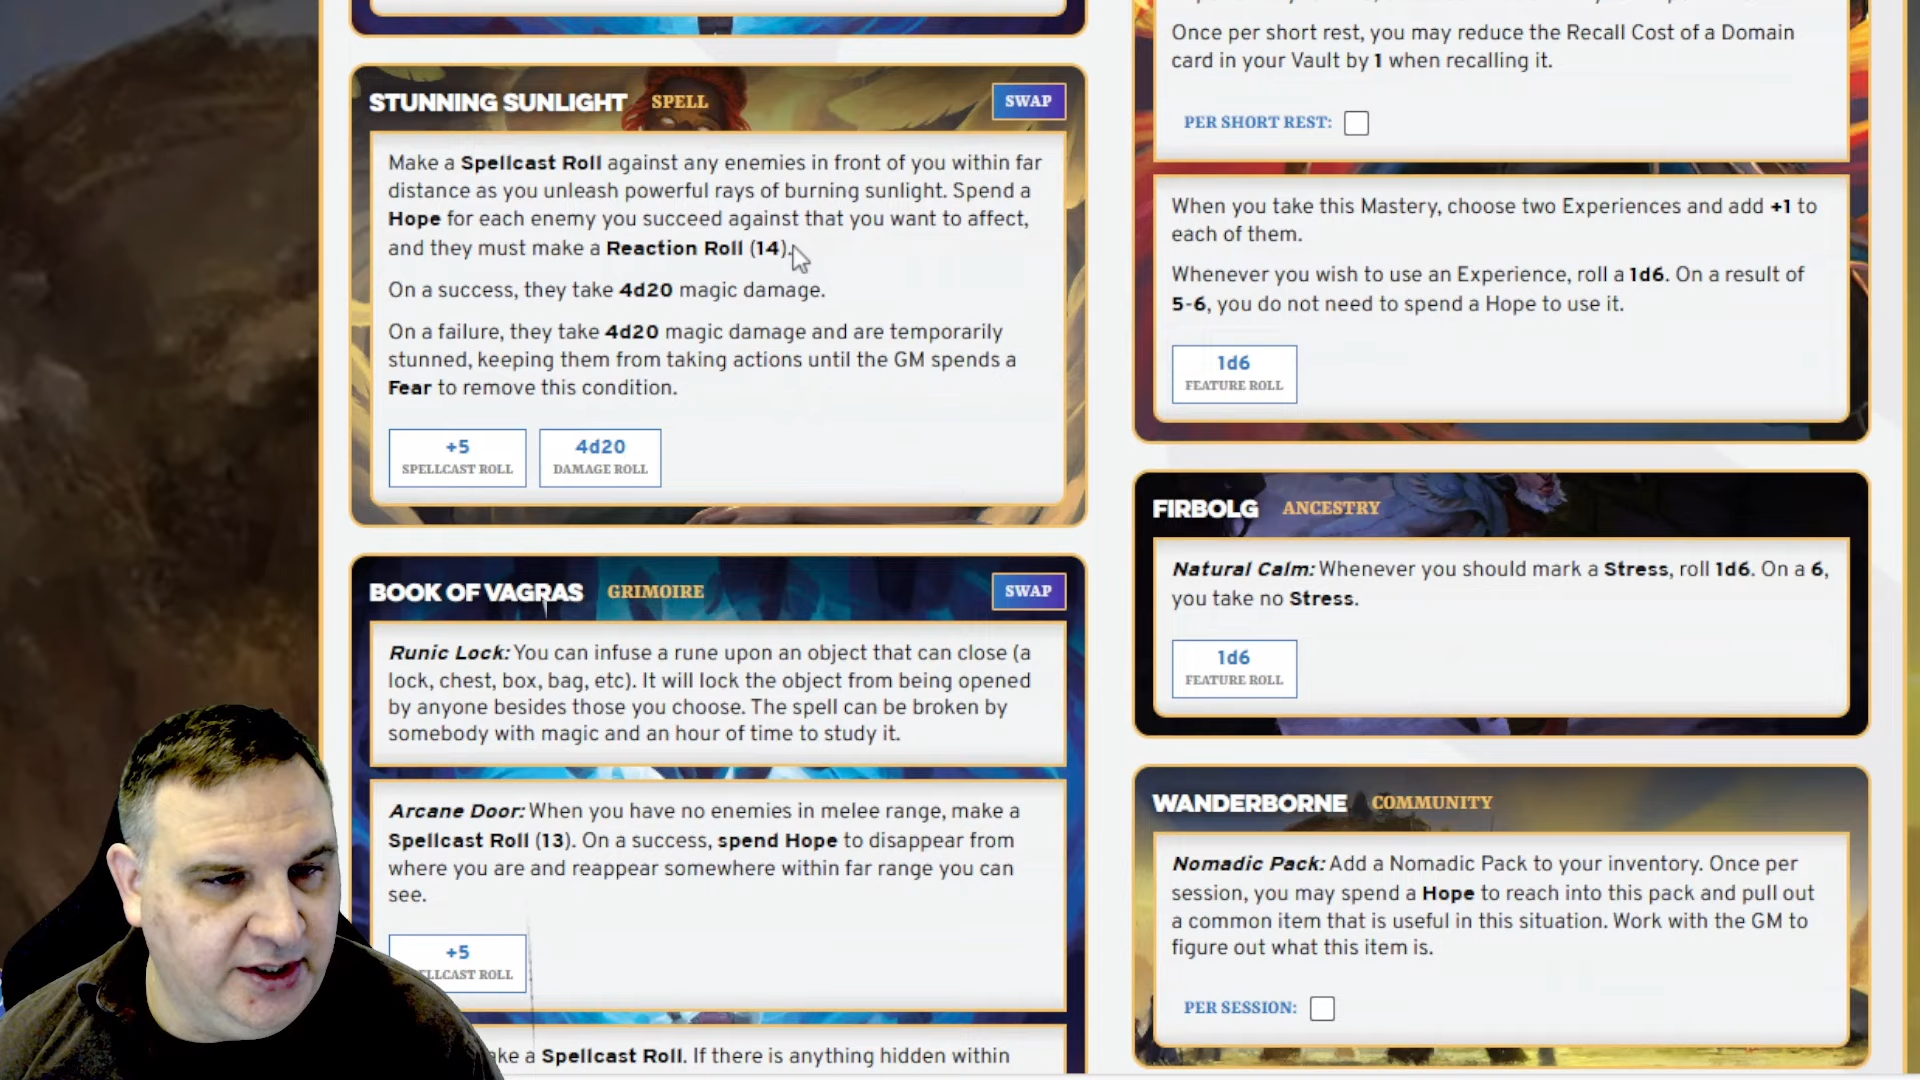 STUNNING SUNLIGHT SPELL SWAP
Make a Spellcast Roll against any enemies in front of you within far
distance as you unleash powerful rays of burning sunlight. Spend a
Hope for each enemy you succeed against that you want to affect,
and they must make a Reaction Roll (14).
On a success, they take 4d20 magic damage.
On a failure, they take 4d20 magic damage and are temporarily
stunned, keeping them from taking actions until the GM spends a
Fear to remove this condition.
+5
SPELLCAST ROLL
4d20
DAMAGE ROLL
BOOK OF VAGRAS GRIMOIRE SWAP
Runic Lock: You can infuse a rune upon an object that can close (a
lock, chest, box, bag, etc). It will lock the object from being opened
by anyone besides those you choose. The spell can be broken by
somebody with magic and an hour of time to study it.
Arcane Door: When you have no enemies in melee range, make a
Spellcast Roll (13). On a success, spend Hope to disappear from
where you are and reappear somewhere within far range you can
see.
+5
ELLCAST ROLL
ke a Spellcast Roll. If there is anything hidden within
Once per short rest, you may reduce the Recall Cost of a Domain
card in your Vault by 1 when recalling it.
PER SHORT REST:
When you take this Mastery, choose two Experiences and add +1 to
each of them.
Whenever you wish to use an Experience, roll a 1d6. On a result of
5-6, you do not need to spend a Hope to use it.
1d6
FEATURE ROLL
FIRBOLG ANCESTRY
Natural Calm: Whenever you should mark a Stress, roll 1d6. On a 6,
you take no Stress.
1d6
FEATURE ROLL
WANDERBORNE COMMUNITY
Nomadic Pack: Add a Nomadic Pack to your inventory. Once per
session, you may spend a Hope to reach into this pack and pull out
a common item that is useful in this situation. Work with the GM to
figure out what this item is.
PER SESSION: